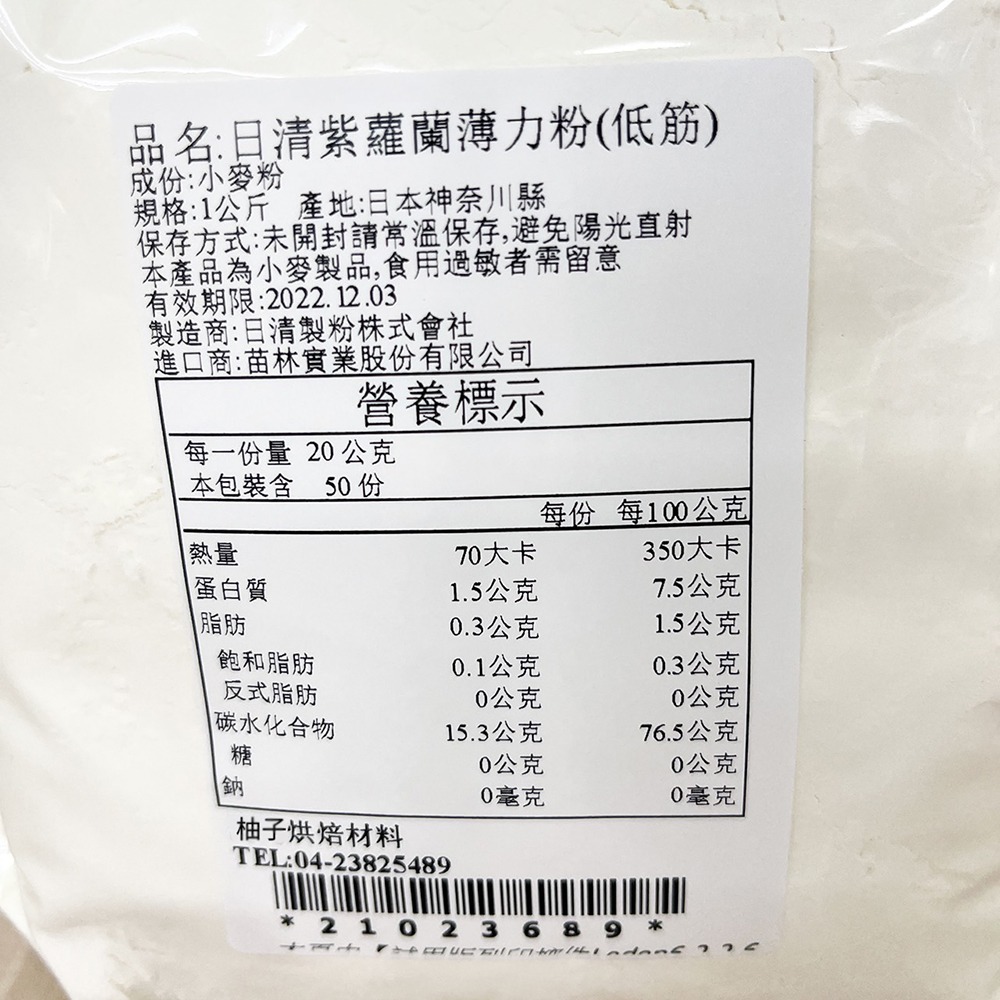 品名:日清紫蘿蘭薄力粉(低筋)
成份:小麥粉
規格:1公斤 產地:日本神奈川縣
保存方式:未開封請常溫保存,避免陽光直射
本產品為小麥製品,食用過敏者需留意
有效期限:2022.12.03
製造商:日清製粉株式會社
進口商:苗林實業股份有限公司
營養標示
每一份量 20公克
本包裝含 50份
每份 每100公克
熱量 70大卡 350大卡
蛋白質 1.5公克 7.5公克
脂肪 0.3公克 1.5公克
飽和脂肪 0.1公克 0.3公克
反式脂肪 0公克 0公克
碳水化合物 15.3公克 76.5公克
糖 0公克 0公克
鈉 0毫克 0毫克
柚子烘焙材料
TEL:04-23825489
*21023689*